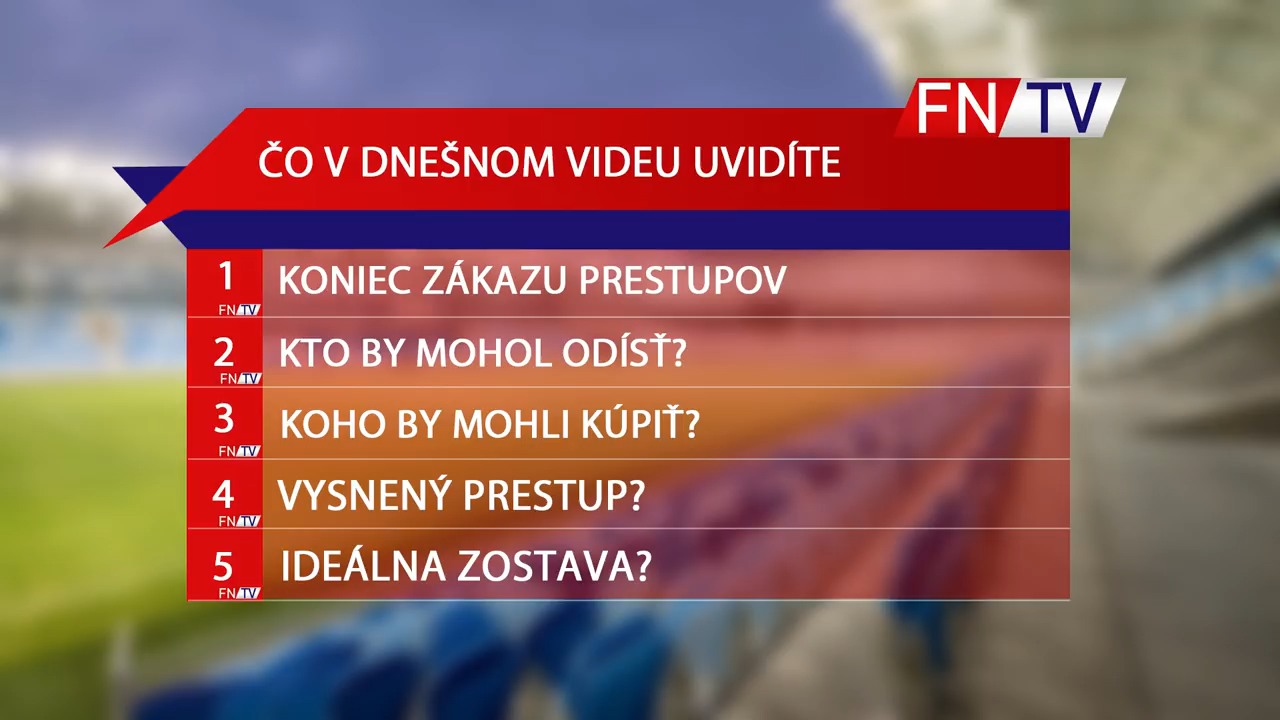 FN/TV
ČO V DNEŠNOM VIDEU UVIDÍTE
1 KONIEC ZÁKAZU PRESTUPOV
FN/TV
2 KTO BY MOHOL ODÍSŤ?
FN/TV
3 KOHO BY MOHLI KÚPIŤ?
FN/TV
4 VYSNENÝ PRESTUP?
FN/TV
5 IDEÁLNA ZOSTAVA?
FN/TV